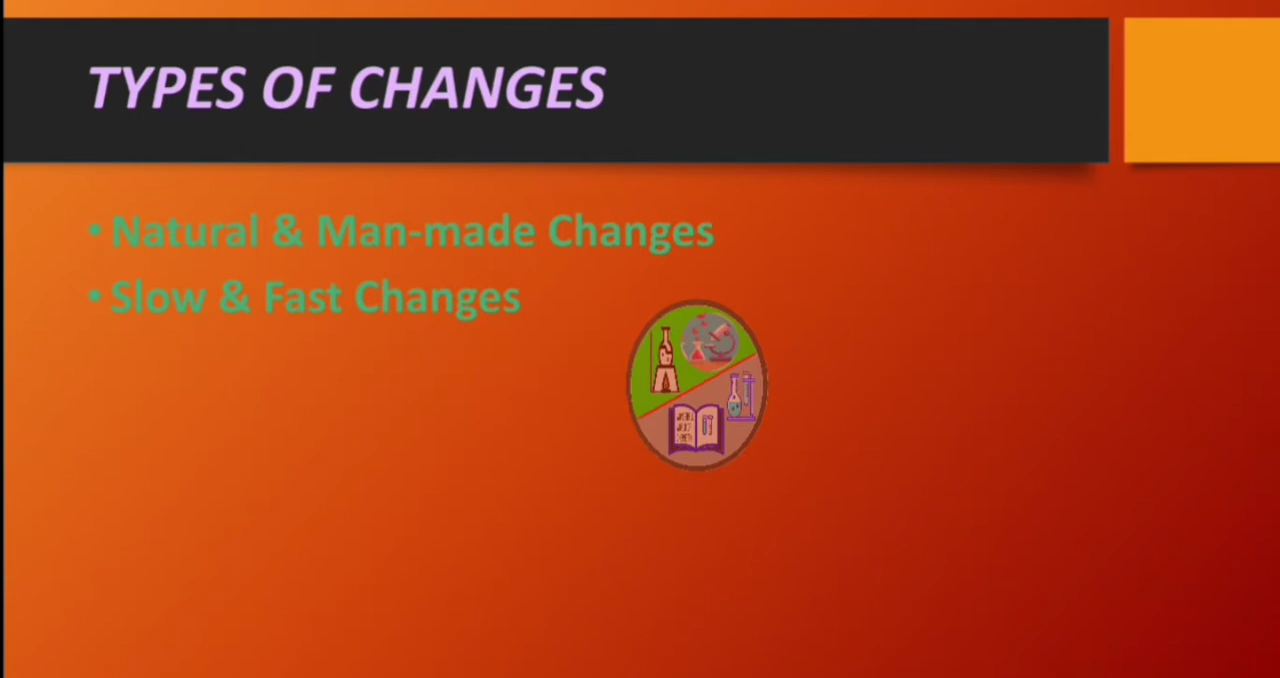 TYPES OF CHANGES
• Natural & Man-made Changes
• Slow & Fast Changes